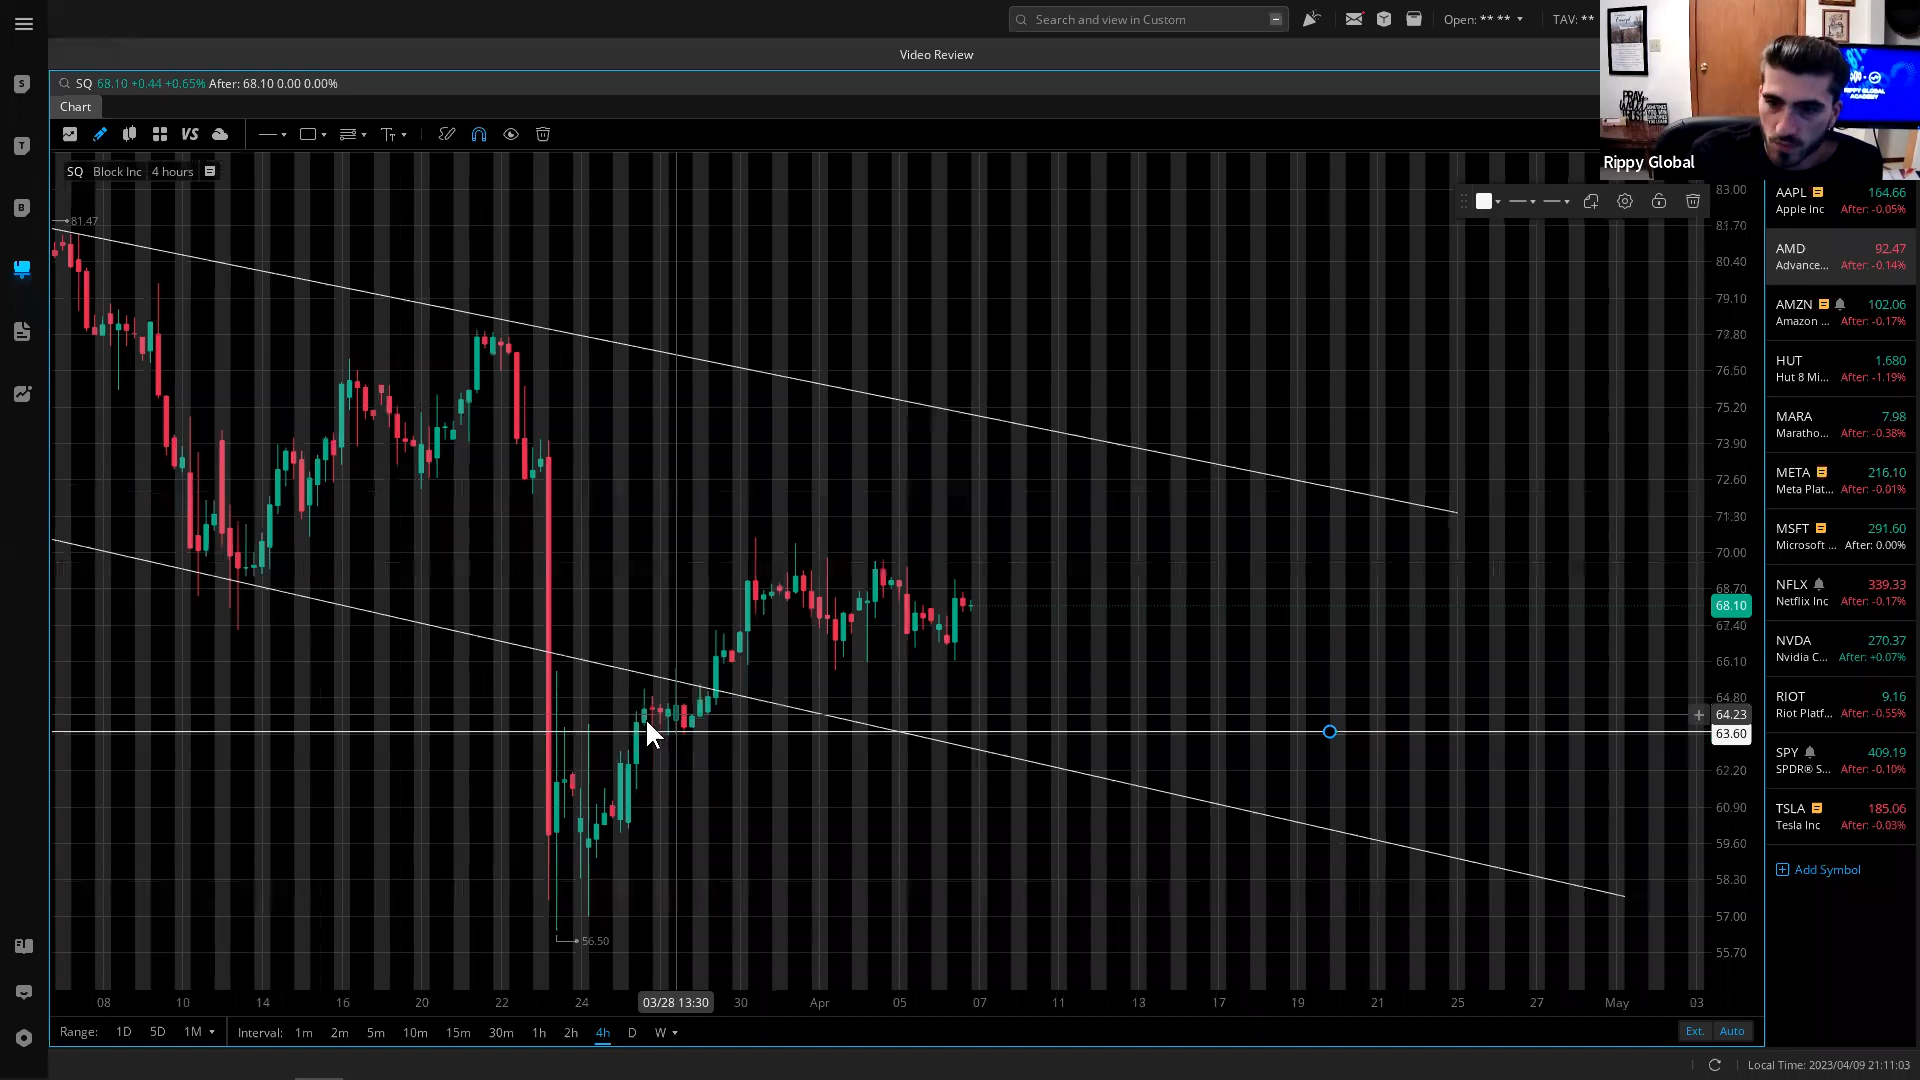 Search and view in Custom
Open: ** **
TAV: **
Video Review
SQ 68.10 +0.44 +0.65% After: 68.10 0.00 0.00%
Chart
VS
SQ Block Inc 4 hours
81.47
56.50
Rippy Global
RIPPY GLOBAL
ACADEMY
PRAY
83.00
81.70
80.40
79.10
77.80
76.50
75.20
73.90
72.60
71.30
70.00
68.70
68.10
67.40
66.10
64.80
64.23
63.60
62.20
60.90
59.60
58.30
57.00
55.70
08 10 14 16 20 22 24 03/28 13:30 30 Apr 05 07 11 13 17 19 21 25 27 May 03
Range: 1D 5D 1M Interval: 1m 2m 5m 10m 15m 30m 1h 2h 4h D W
Ext. Auto
AAPL 164.66
Apple Inc After: -0.05%
AMD 92.47
Advance... After: -0.14%
AMZN 102.06
Amazon ... After: -0.17%
HUT 1.680
Hut 8 Mi... After: -1.19%
MARA 7.98
Maratho... After: -0.38%
META 216.10
Meta Plat... After: -0.01%
MSFT 291.60
Microsoft ... After: 0.00%
NFLX 339.33
Netflix Inc After: -0.17%
NVDA 270.37
Nvidia C... After: +0.07%
RIOT 9.16
Riot Platf... After: -0.55%
SPY 409.19
SPDR® S... After: -0.10%
TSLA 185.06
Tesla Inc After: -0.03%
Add Symbol
Local Time: 2023/04/09 21:11:03